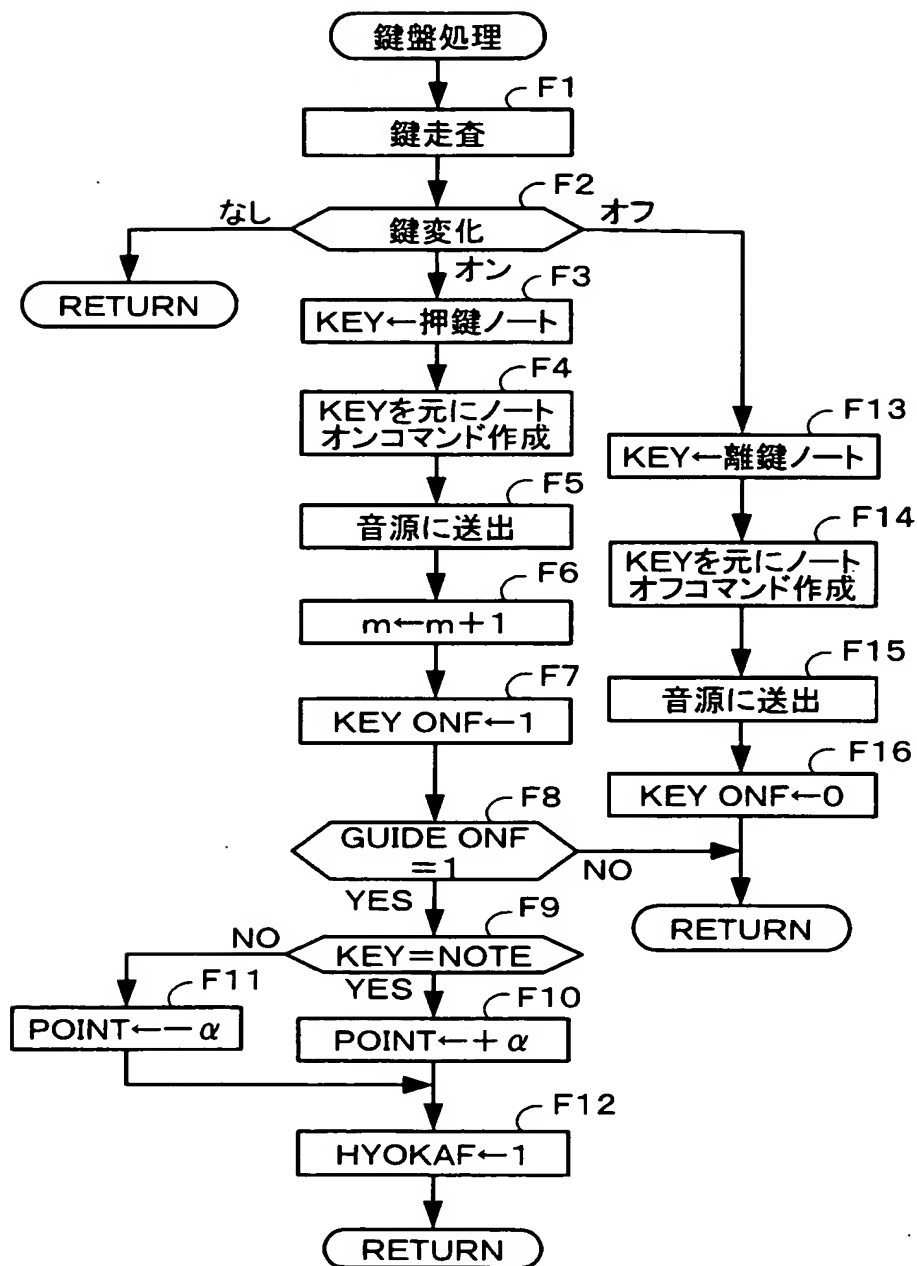 鍵盤処理
F1
鍵走査
F2
なし
鍵変化
オフ
RETURN
オン
F3
KEY←押鍵ノート
F4
KEYを元にノート
オンコマンド作成
F5
音源に送出
F6
m←m+1
F7
KEY ONF←1
F8
GUIDE ONF
=1
NO
YES
F9
NO
KEY=NOTE
YES
F11
POINT←−α
F10
POINT←+α
F12
HYOKAF←1
RETURN
F13
KEY←離鍵ノート
F14
KEYを元にノート
オフコマンド作成
F15
音源に送出
F16
KEY ONF←0
RETURN